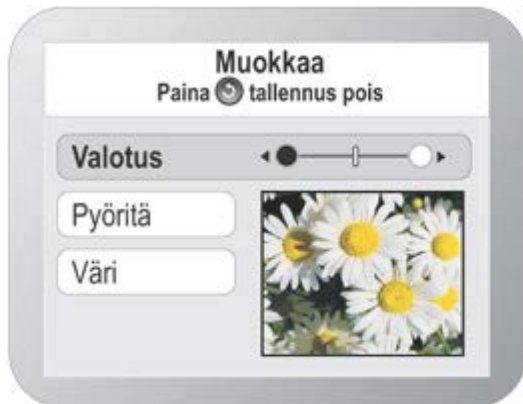 Muokkaa
Paina tallennus pois
Valotus
Pyöritä
Väri